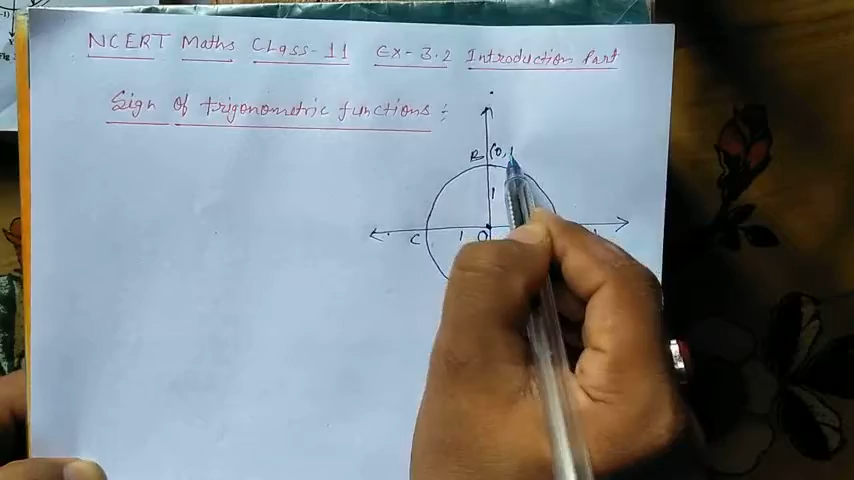 NCERT Maths Class-11 Ex-3.2 Introduction Part
Sign Of trigonometric functions :
B (0,1
1
C 1 O